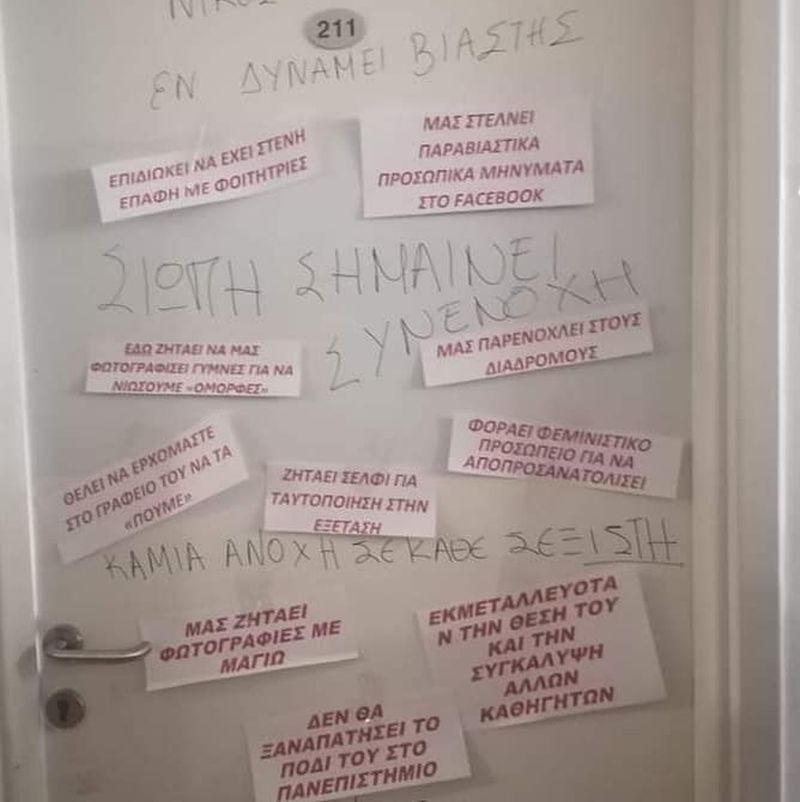 ΝΙΚΟΣ
211
ΕΝ ΔΥΝΑΜΕΙ ΒΙΑΣΤΗΣ
ΕΠΙΔΙΩΚΕΙ ΝΑ ΕΧΕΙ ΣΤΕΝΗ
ΕΠΑΦΗ ΜΕ ΦΟΙΤΗΤΡΙΕΣ
ΜΑΣ ΣΤΕΛΝΕΙ
ΠΑΡΑΒΙΑΣΤΙΚΑ
ΠΡΟΣΩΠΙΚΑ ΜΗΝΥΜΑΤΑ
ΣΤΟ FACEBOOK
ΣΙΩΠΗ ΣΗΜΑΙΝΕΙ
ΣΥΝΕΝΟΧΗ
ΕΔΩ ΖΗΤΑΕΙ ΝΑ ΜΑΣ
ΦΩΤΟΓΡΑΦΙΣΕΙ ΓΥΜΝΕΣ ΓΙΑ ΝΑ
ΝΙΩΣΟΥΜΕ «ΟΜΟΡΦΕΣ»
ΜΑΣ ΠΑΡΕΝΟΧΛΕΙ ΣΤΟΥΣ
ΔΙΑΔΡΟΜΟΥΣ
ΘΕΛΕΙ ΝΑ ΕΡΧΟΜΑΣΤΕ
ΣΤΟ ΓΡΑΦΕΙΟ ΤΟΥ ΝΑ ΤΑ
«ΠΟΥΜΕ»
ΖΗΤΑΕΙ ΣΕΛΦΙ ΓΙΑ
ΤΑΥΤΟΠΟΙΗΣΗ ΣΤΗΝ
ΕΞΕΤΑΣΗ
ΦΟΡΑΕΙ ΦΕΜΙΝΙΣΤΙΚΟ
ΠΡΟΣΩΠΕΙΟ ΓΙΑ ΝΑ
ΑΠΟΠΡΟΣΑΝΑΤΟΛΙΣΕΙ
ΚΑΜΙΑ ΑΝΟΧΗ ΣΕ ΚΑΘΕ ΣΕΞΙΣΤΗ
ΜΑΣ ΖΗΤΑΕΙ
ΦΩΤΟΓΡΑΦΙΕΣ ΜΕ
ΜΑΓΙΩ
ΕΚΜΕΤΑΛΛΕΥΟΤΑ
Ν ΤΗΝ ΘΕΣΗ ΤΟΥ
ΚΑΙ ΤΗΝ
ΣΥΓΚΑΛΥΨΗ
ΑΛΛΩΝ
ΚΑΘΗΓΗΤΩΝ
ΔΕΝ ΘΑ
ΞΑΝΑΠΑΤΗΣΕΙ ΤΟ
ΠΟΔΙ ΤΟΥ ΣΤΟ
ΠΑΝΕΠΙΣΤΗΜΙΟ